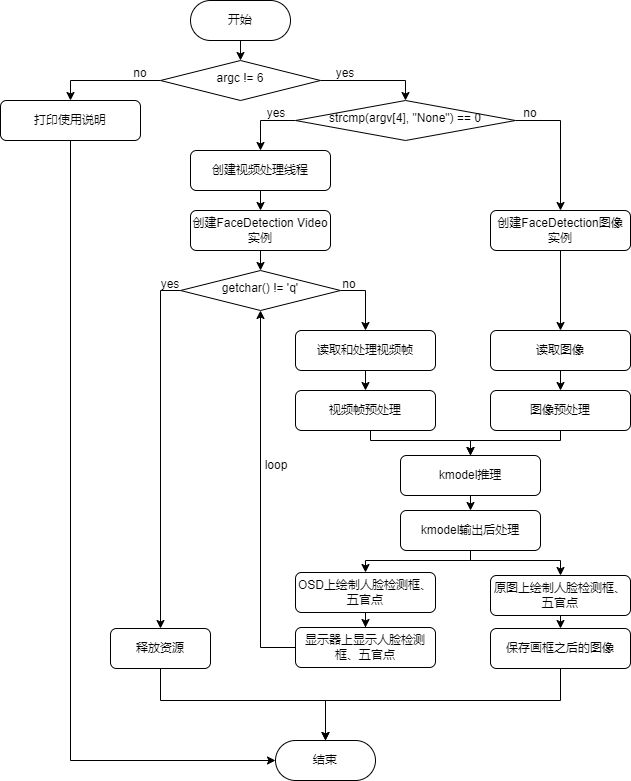 开始
argc != 6
no
yes
打印使用说明
strcmp(argv[4], "None") == 0
yes
no
创建视频处理线程
创建FaceDetection Video
实例
创建FaceDetection图像
实例
getchar() != 'q'
yes
no
读取和处理视频帧
读取图像
视频帧预处理
图像预处理
loop
kmodel推理
kmodel输出后处理
OSD上绘制人脸检测框、
五官点
原图上绘制人脸检测框、
五官点
释放资源
显示器上显示人脸检测
框、五官点
保存画框之后的图像
结束